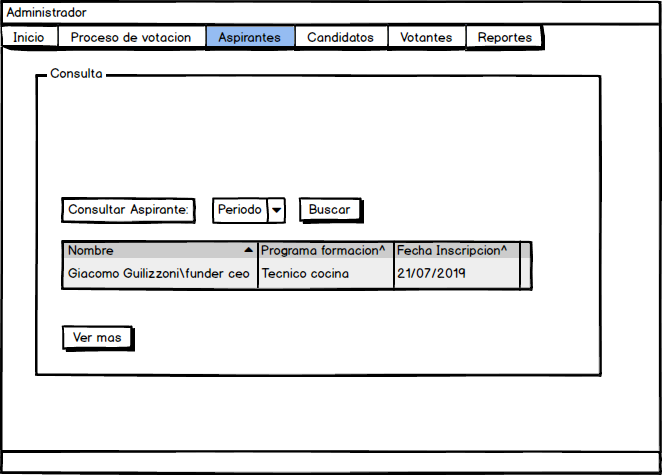 Administrador
Inicio Proceso de votacion Aspirantes Candidatos Votantes Reportes
Consulta
Consultar Aspirante: Periodo Buscar
Nombre Programa formacion^ Fecha Inscripcion^
Giacomo Guilizzoni\funder ceo Tecnico cocina 21/07/2019
Ver mas